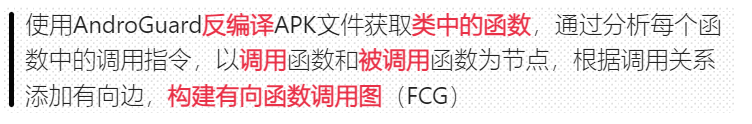 使用AndroGuard反编译APK文件获取类中的函数，通过分析每个函
数中的调用指令，以调用函数和被调用函数为节点，根据调用关系
添加有向边，构建有向函数调用图（FCG）